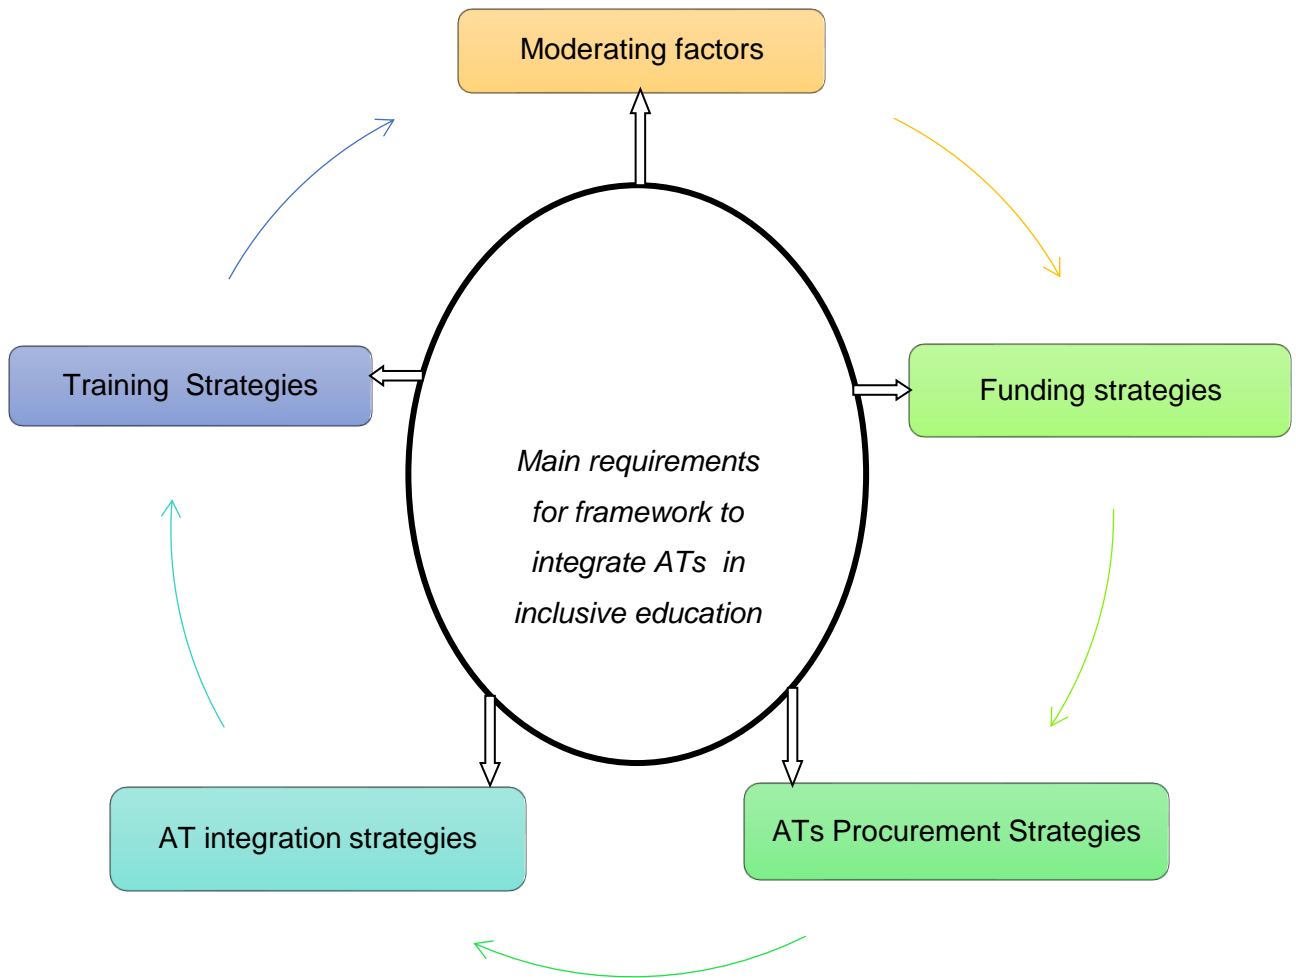 Moderating factors
Training  Strategies
Funding strategies
Main requirements
for framework to
integrate ATs  in
inclusive education
AT integration strategies
ATs Procurement Strategies